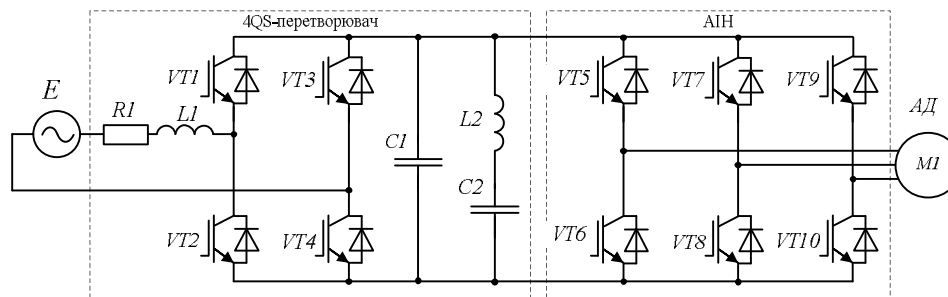 4QS-перетворювач
АІН
VT1
VT3
VT5
VT7
VT9
E
R1
L1
L2
C1
C2
АД
M1
VT2
VT4
VT6
VT8
VT10